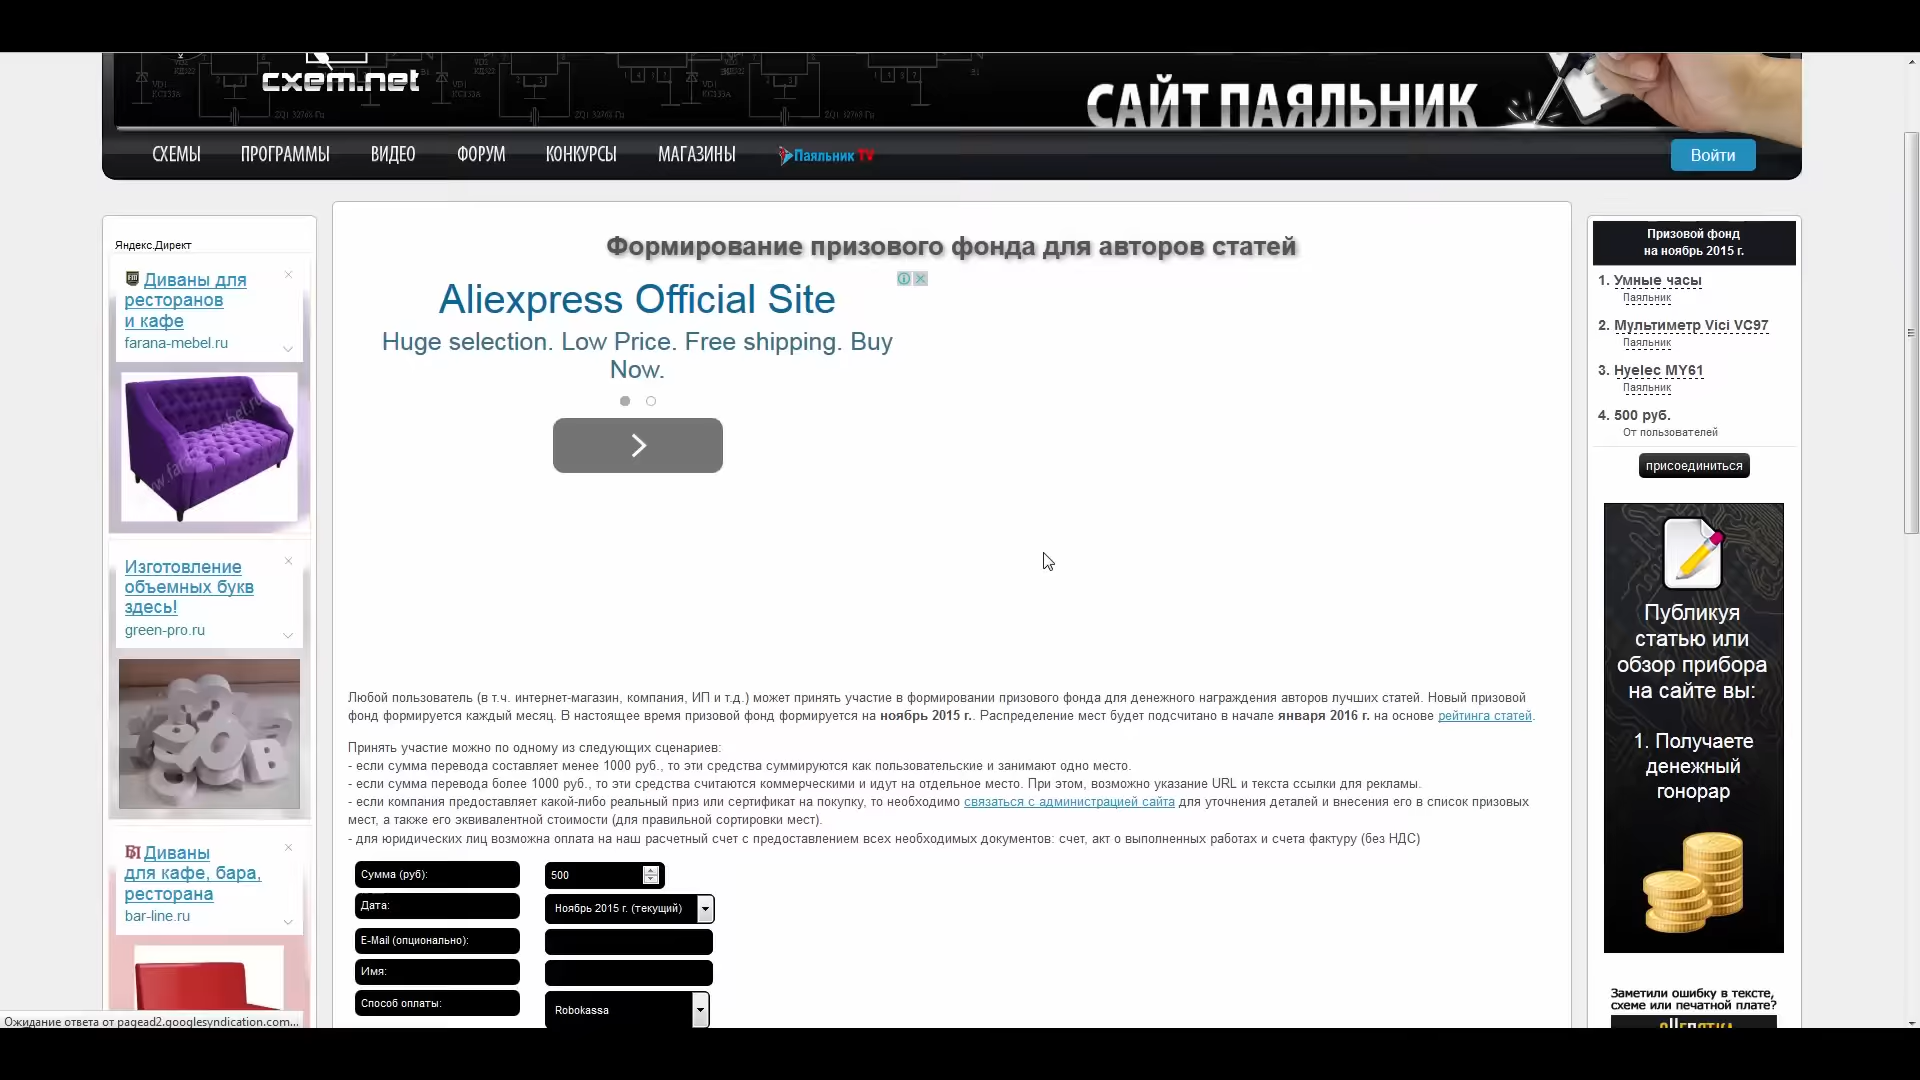 cxem.net
САЙТ ПАЯЛЬНИК
СХЕМЫ ПРОГРАММЫ ВИДЕО ФОРУМ КОНКУРСЫ МАГАЗИНЫ Паяльник TV
Войти
Яндекс.Директ
Диваны для
ресторанов
и кафе
farana-mebel.ru
Изготовление
объемных букв
здесь!
green-pro.ru
Диваны
для кафе, бара,
ресторана
bar-line.ru
Формирование призового фонда для авторов статей
Aliexpress Official Site
Huge selection. Low Price. Free shipping. Buy
Now.
Любой пользователь (в т.ч. интернет-магазин, компания, ИП и т.д.) может принять участие в формировании призового фонда для денежного награждения авторов лучших статей. Новый призовой
фонд формируется каждый месяц. В настоящее время призовой фонд формируется на ноябрь 2015 г.. Распределение мест будет подсчитано в начале января 2016 г. на основе рейтинга статей.
Принять участие можно по одному из следующих сценариев:
- если сумма перевода составляет менее 1000 руб., то эти средства суммируются как пользовательские и занимают одно место.
- если сумма перевода более 1000 руб., то эти средства считаются коммерческими и идут на отдельное место. При этом, возможно указание URL и текста ссылки для рекламы.
- если компания предоставляет какой-либо реальный приз или сертификат на покупку, то необходимо связаться с администрацией сайта для уточнения деталей и внесения его в список призовых
мест, а также его эквивалентной стоимости (для правильной сортировки мест).
- для юридических лиц возможна оплата на наш расчетный счет с предоставлением всех необходимых документов: счет, акт о выполненных работах и счета фактуру (без НДС)
Сумма (руб): 500
Дата: Ноябрь 2015 г. (текущий)
E-Mail (опционально):
Имя:
Способ оплаты: Robokassa
Призовой фонд
на ноябрь 2015 г.
1. Умные часы
Паяльник
2. Мультиметр Vici VC97
Паяльник
3. Hyelec MY61
Паяльник
4. 500 руб.
От пользователей
присоединиться
Публикуя
статью или
обзор прибора
на сайте вы:
1. Получаете
денежный
гонорар
Заметили ошибку в тексте,
схеме или печатной плате?
Ожидание ответа от pagead2.googlesyndication.com...